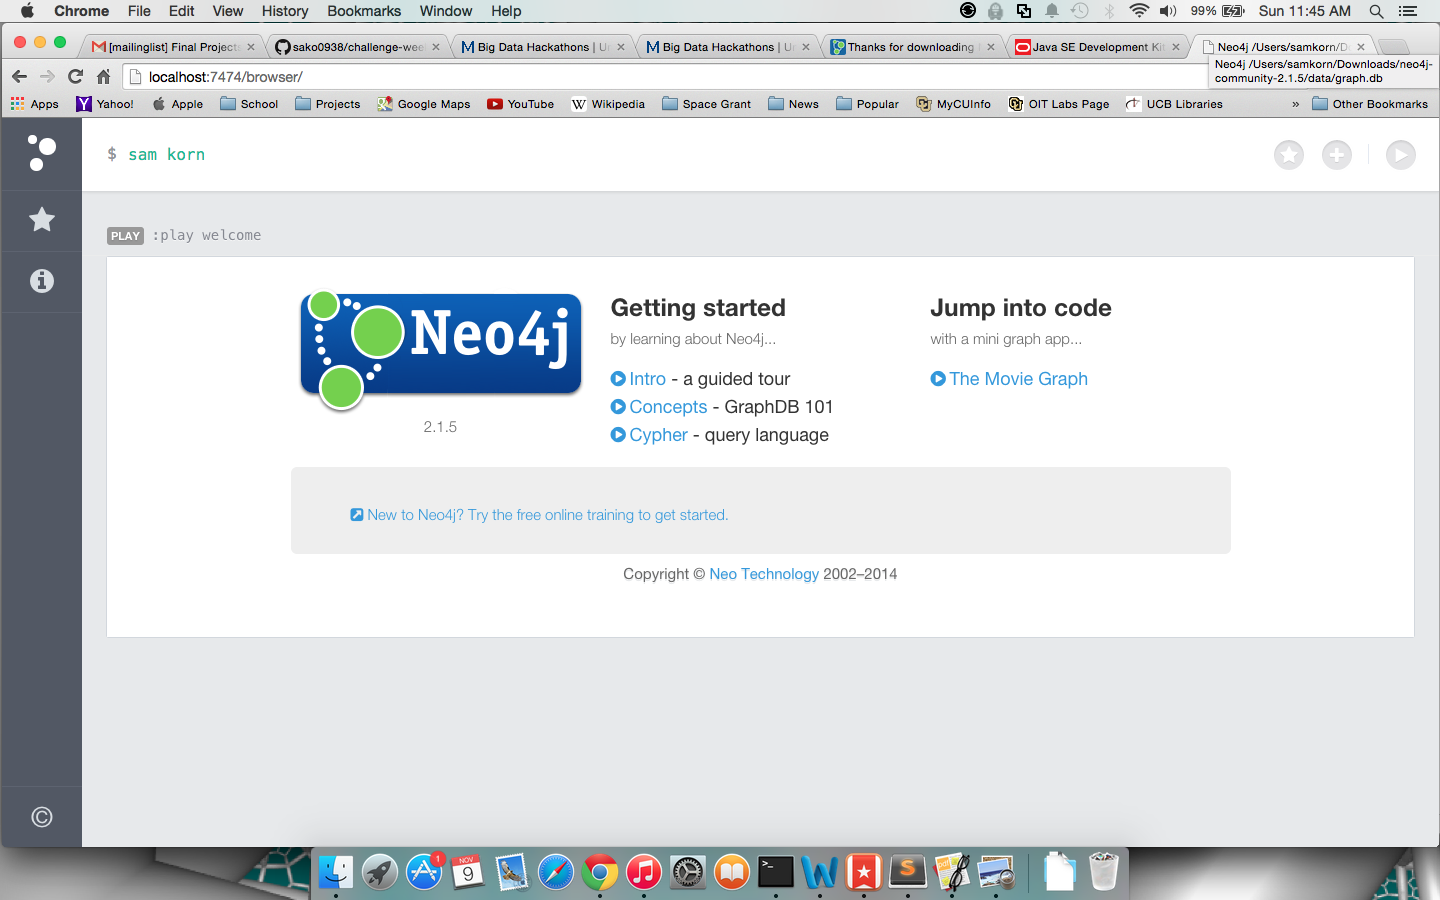 Chrome File Edit View History Bookmarks Window Help 99% Sun 11:45 AM
[mailinglist] Final Project sako0938/challenge-wee Big Data Hackathons | Un Big Data Hackathons | Un Thanks for downloading Java SE Development Ki Neo4j /Users/samkorn/D
localhost:7474/browser/
Neo4j /Users/samkorn/Downloads/neo4j-
community-2.1.5/data/graph.db
Apps Yahoo! Apple School Projects Google Maps YouTube Wikipedia Space Grant News Popular MyCUInfo OIT Labs Page UCB Libraries » Other Bookmarks
$ sam korn
PLAY :play welcome
Neo4j
2.1.5
Getting started
by learning about Neo4j...
Intro - a guided tour
Concepts - GraphDB 101
Cypher - query language
Jump into code
with a mini graph app...
The Movie Graph
New to Neo4j? Try the free online training to get started.
Copyright © Neo Technology 2002–2014
©
1
NOV
9